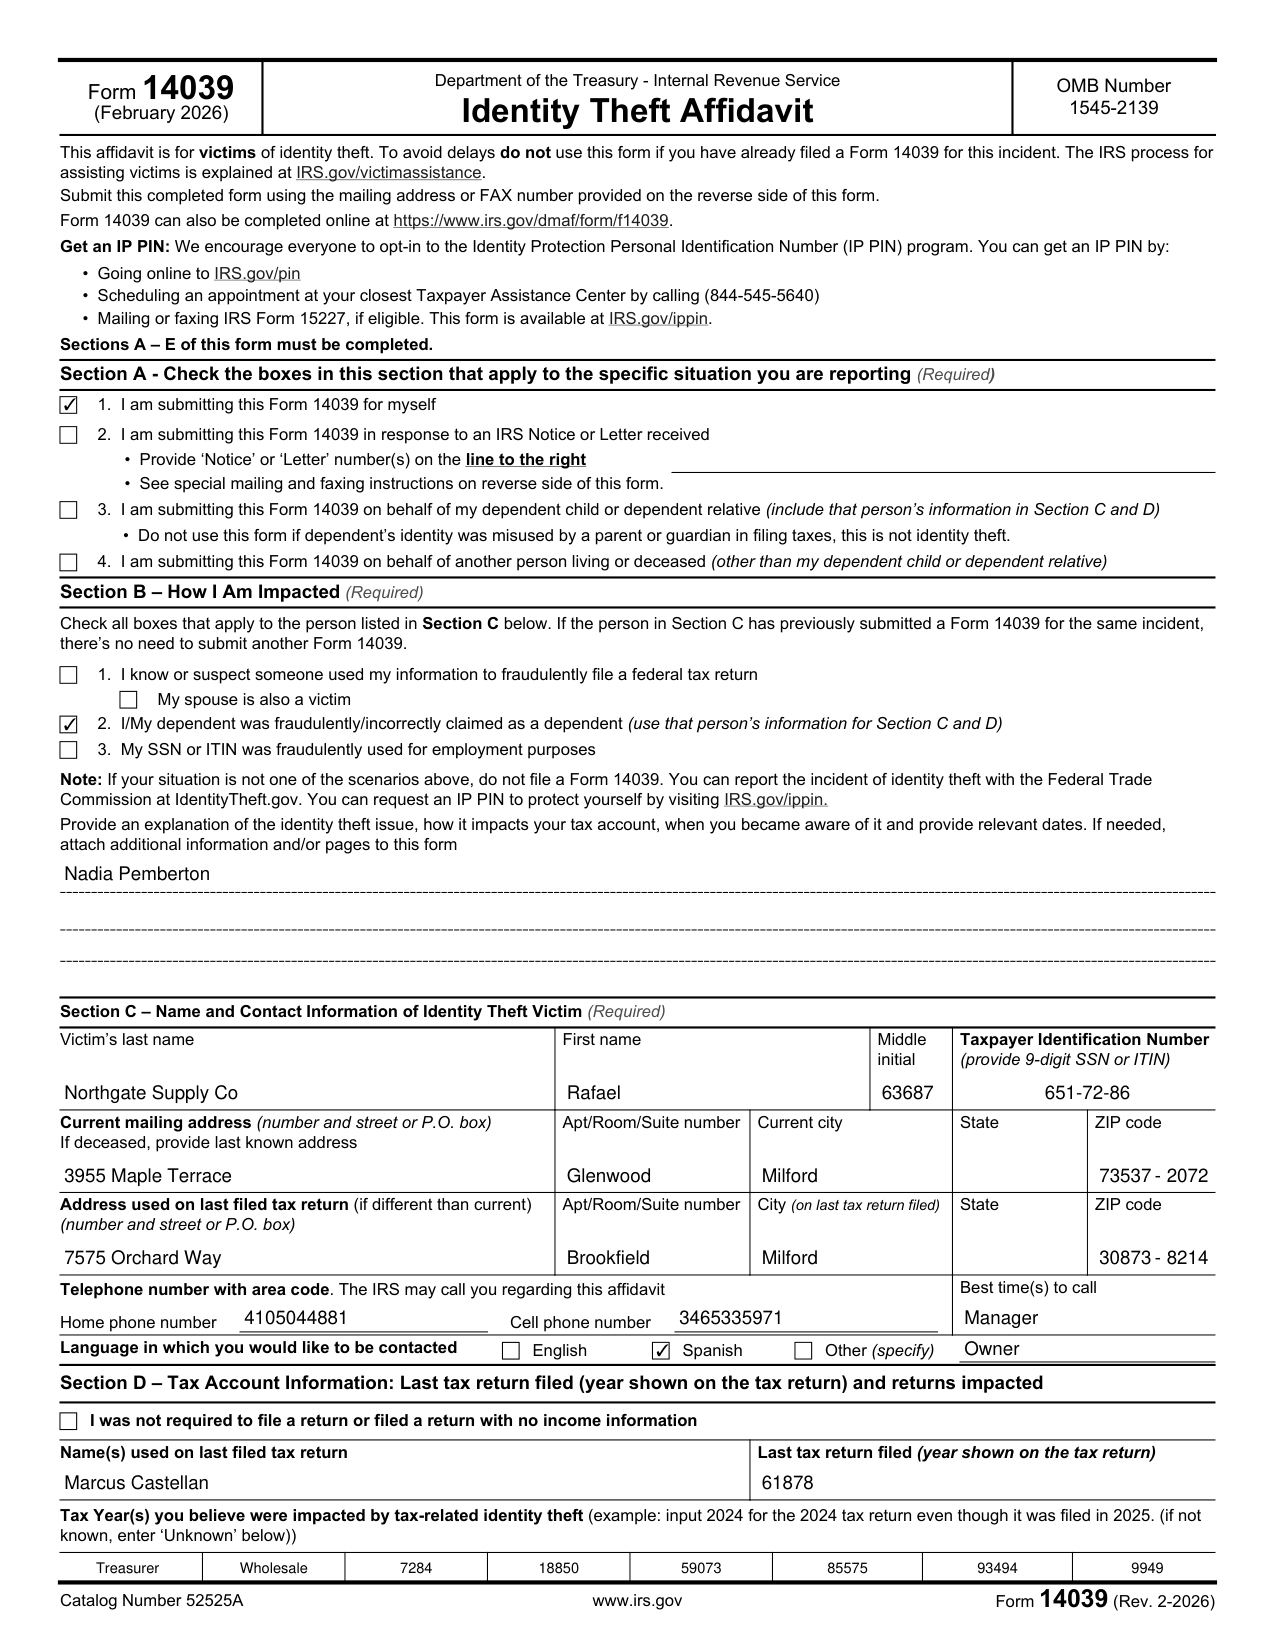 Form 14039
(February 2026)
Department of the Treasury - Internal Revenue Service
Identity Theft Affidavit
OMB Number
1545-2139
This affidavit is for victims of identity theft. To avoid delays do not use this form if you have already filed a Form 14039 for this incident. The IRS process for
assisting victims is explained at IRS.gov/victimassistance.
Submit this completed form using the mailing address or FAX number provided on the reverse side of this form.
Form 14039 can also be completed online at https://www.irs.gov/dmaf/form/f14039.
Get an IP PIN: We encourage everyone to opt-in to the Identity Protection Personal Identification Number (IP PIN) program. You can get an IP PIN by:
• Going online to IRS.gov/pin
• Scheduling an appointment at your closest Taxpayer Assistance Center by calling (844-545-5640)
• Mailing or faxing IRS Form 15227, if eligible. This form is available at IRS.gov/ippin.
Sections A – E of this form must be completed.
Section A - Check the boxes in this section that apply to the specific situation you are reporting (Required)
✓ 1. I am submitting this Form 14039 for myself
2. I am submitting this Form 14039 in response to an IRS Notice or Letter received
• Provide ‘Notice’ or ‘Letter’ number(s) on the line to the right
• See special mailing and faxing instructions on reverse side of this form.
3. I am submitting this Form 14039 on behalf of my dependent child or dependent relative (include that person’s information in Section C and D)
• Do not use this form if dependent’s identity was misused by a parent or guardian in filing taxes, this is not identity theft.
4. I am submitting this Form 14039 on behalf of another person living or deceased (other than my dependent child or dependent relative)
Section B – How I Am Impacted (Required)
Check all boxes that apply to the person listed in Section C below. If the person in Section C has previously submitted a Form 14039 for the same incident,
there’s no need to submit another Form 14039.
1. I know or suspect someone used my information to fraudulently file a federal tax return
My spouse is also a victim
✓ 2. I/My dependent was fraudulently/incorrectly claimed as a dependent (use that person’s information for Section C and D)
3. My SSN or ITIN was fraudulently used for employment purposes
Note: If your situation is not one of the scenarios above, do not file a Form 14039. You can report the incident of identity theft with the Federal Trade
Commission at IdentityTheft.gov. You can request an IP PIN to protect yourself by visiting IRS.gov/ippin.
Provide an explanation of the identity theft issue, how it impacts your tax account, when you became aware of it and provide relevant dates. If needed,
attach additional information and/or pages to this form
Nadia Pemberton
Section C – Name and Contact Information of Identity Theft Victim (Required)
Victim’s last name
First name
Middle
initial
Taxpayer Identification Number
(provide 9-digit SSN or ITIN)
Northgate Supply Co
Rafael
63687
651-72-86
Current mailing address (number and street or P.O. box)
If deceased, provide last known address
Apt/Room/Suite number
Current city
State
ZIP code
3955 Maple Terrace
Glenwood
Milford
73537 - 2072
Address used on last filed tax return (if different than current)
(number and street or P.O. box)
Apt/Room/Suite number
City (on last tax return filed)
State
ZIP code
7575 Orchard Way
Brookfield
Milford
30873 - 8214
Telephone number with area code. The IRS may call you regarding this affidavit
Best time(s) to call
Home phone number 4105044881
Cell phone number 3465335971
Manager
Language in which you would like to be contacted
English
✓ Spanish
Other (specify)
Owner
Section D – Tax Account Information: Last tax return filed (year shown on the tax return) and returns impacted
I was not required to file a return or filed a return with no income information
Name(s) used on last filed tax return
Last tax return filed (year shown on the tax return)
Marcus Castellan
61878
Tax Year(s) you believe were impacted by tax-related identity theft (example: input 2024 for the 2024 tax return even though it was filed in 2025. (if not
known, enter ‘Unknown’ below))
Treasurer
Wholesale
7284
18850
59073
85575
93494
9949
Catalog Number 52525A
www.irs.gov
Form 14039 (Rev. 2-2026)